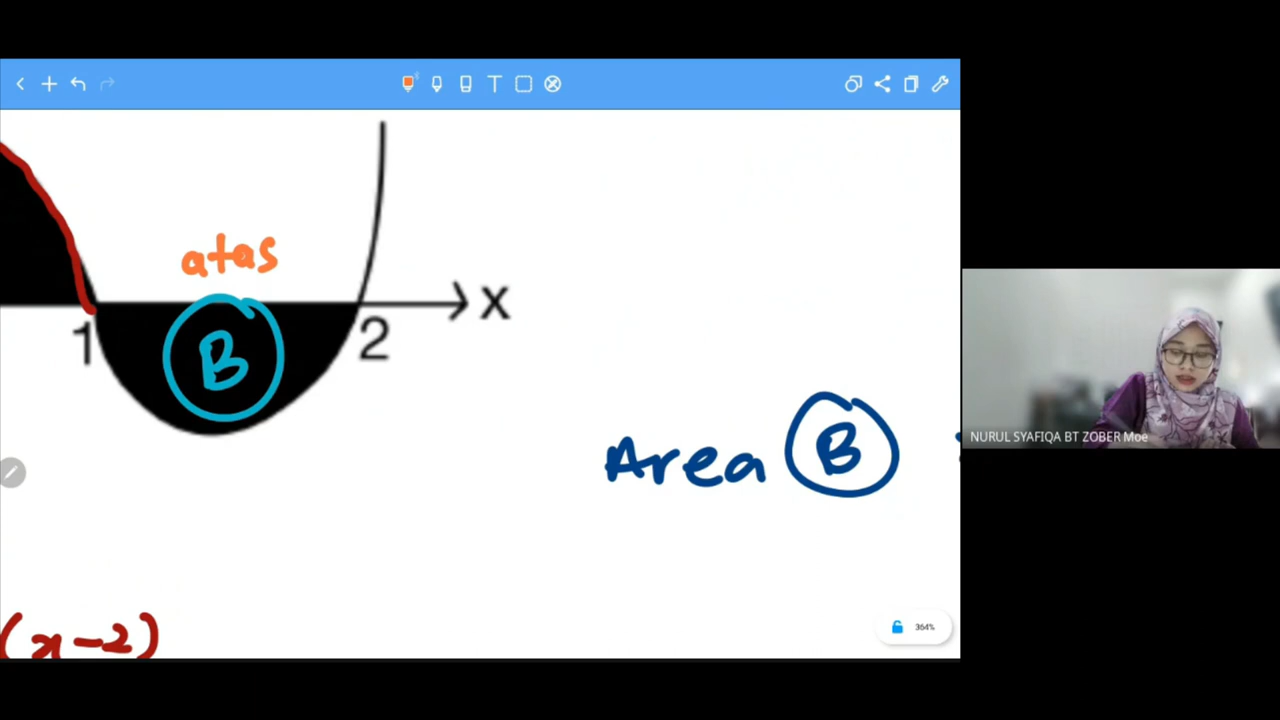 atas
x
1
B
2
Area B
(x-2)
364%
NURUL SYAFIQA BT ZOBER Moe